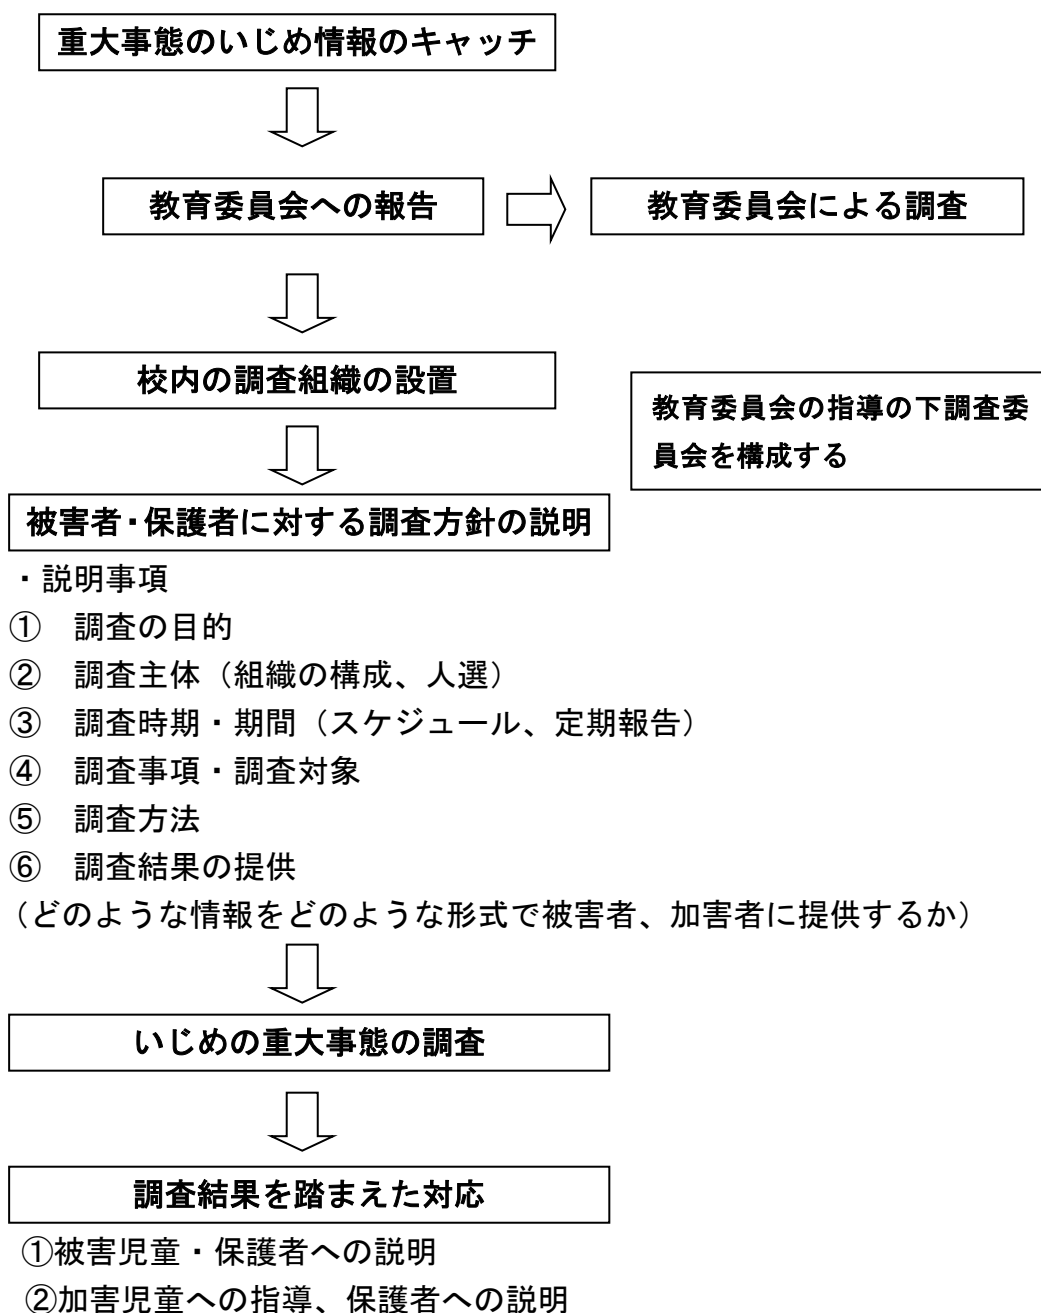 重大事態のいじめ情報のキャッチ
教育委員会への報告
教育委員会による調査
校内の調査組織の設置
教育委員会の指導の下調査委
員会を構成する
被害者・保護者に対する調査方針の説明
・説明事項
① 調査の目的
② 調査主体（組織の構成、人選）
③ 調査時期・期間（スケジュール、定期報告）
④ 調査事項・調査対象
⑤ 調査方法
⑥ 調査結果の提供
（どのような情報をどのような形式で被害者、加害者に提供するか）
いじめの重大事態の調査
調査結果を踏まえた対応
①被害児童・保護者への説明
②加害児童への指導、保護者への説明